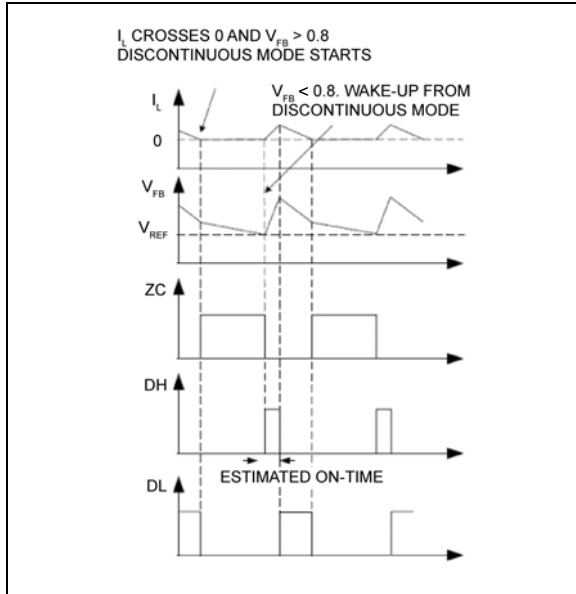 I_L CROSSES 0 AND V_FB > 0.8
DISCONTINUOUS MODE STARTS
V_FB < 0.8. WAKE-UP FROM
DISCONTINUOUS MODE
I_L
0
V_FB
V_REF
ZC
DH
ESTIMATED ON-TIME
DL